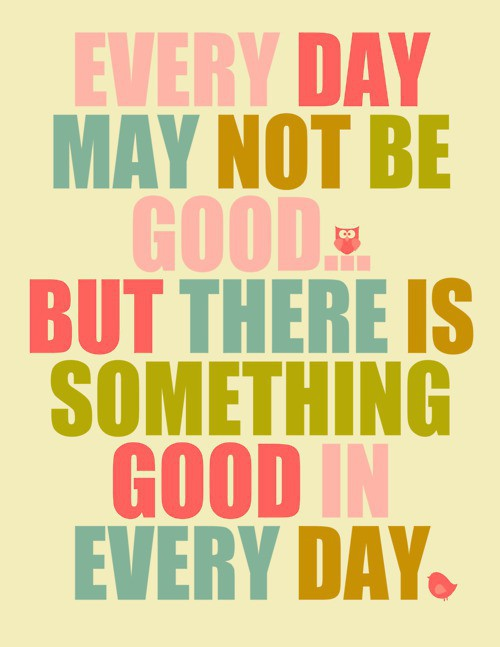 EVERY DAY
MAY NOT BE
GOOD...
BUT THERE IS
SOMETHING
GOOD IN
EVERY DAY